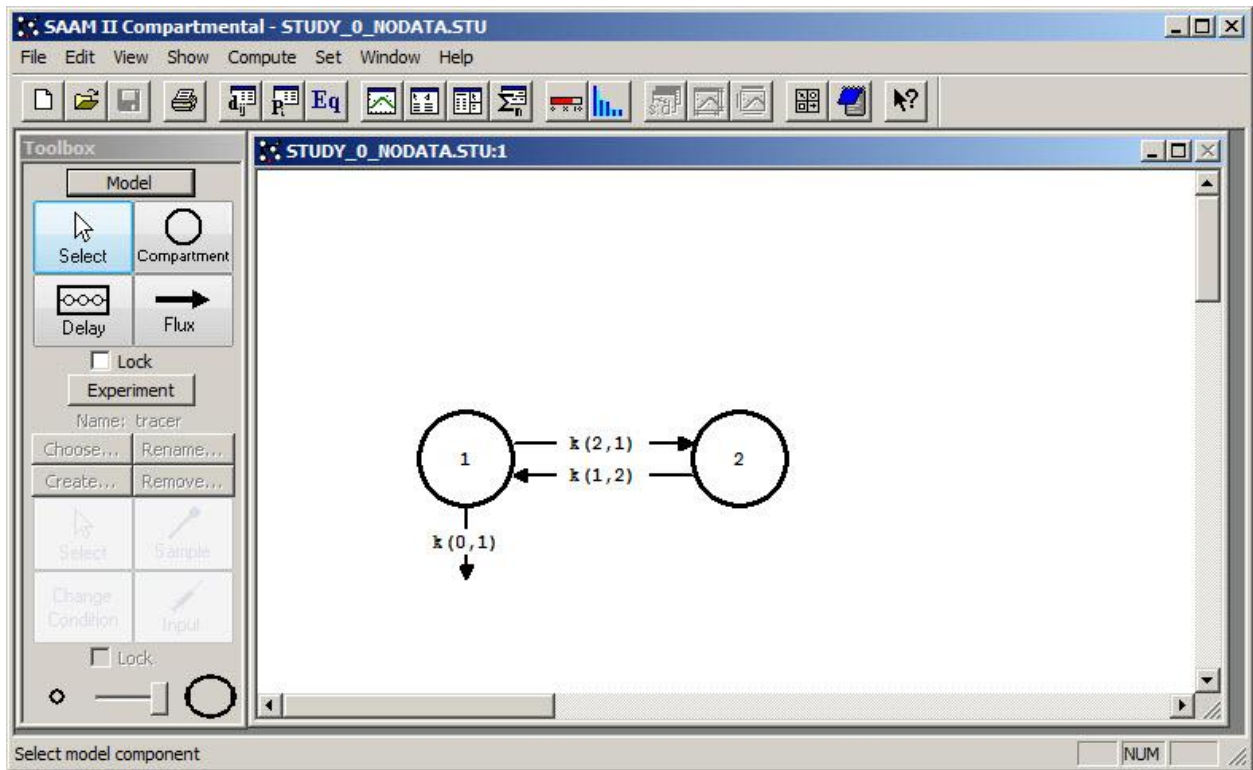 SAAM II Compartmental - STUDY_0_NODATA.STU
File Edit View Show Compute Set Window Help
Eq
Toolbox
STUDY_0_NODATA.STU:1
Model
Select
Compartment
Delay
Flux
Lock
Experiment
Name: tracer
Choose... Rename...
Create... Remove...
Select
Sample
Change
Condition
Input
Lock
1
k(2,1)
k(1,2)
2
k(0,1)
Select model component
NUM